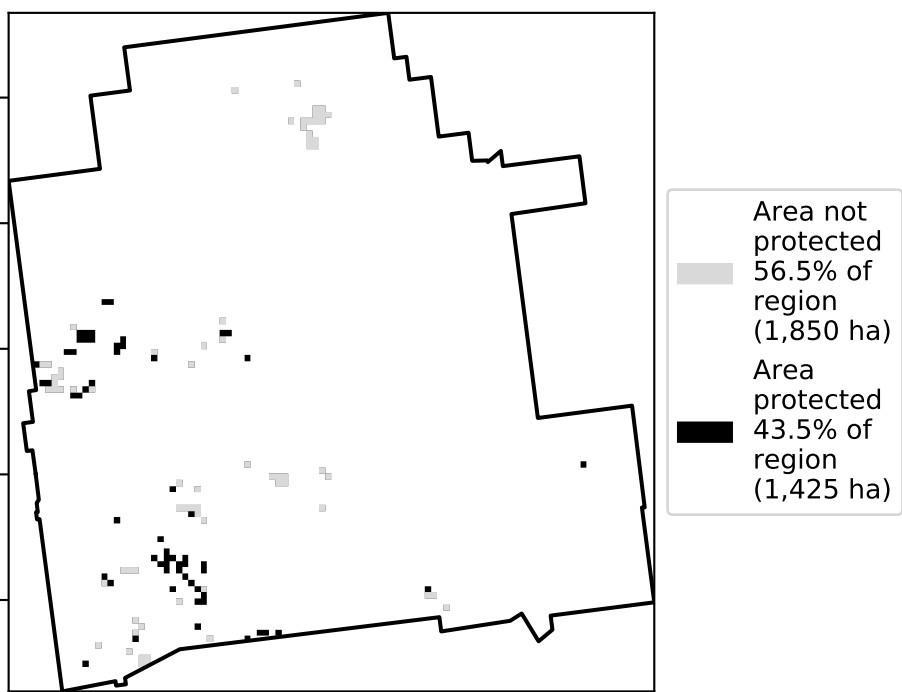 Area not
protected
56.5% of
region
(1,850 ha)
Area
protected
43.5% of
region
(1,425 ha)